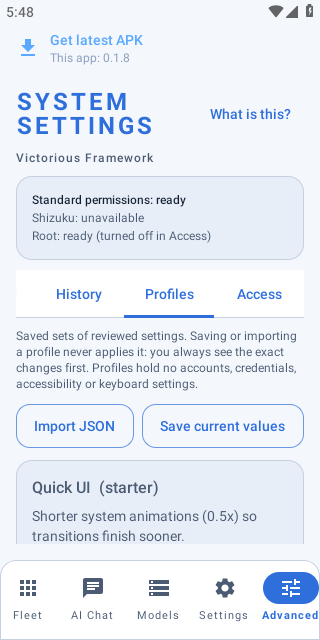 5:48
Get latest APK
This app: 0.1.8
SYSTEM
SETTINGS
What is this?
Victorious Framework
Standard permissions: ready
Shizuku: unavailable
Root: ready (turned off in Access)
History
Profiles
Access
Saved sets of reviewed settings. Saving or importing
a profile never applies it: you always see the exact
changes first. Profiles hold no accounts, credentials,
accessibility or keyboard settings.
Import JSON
Save current values
Quick UI (starter)
Shorter system animations (0.5x) so
transitions finish sooner.
Fleet
AI Chat
Models
Settings
Advanced